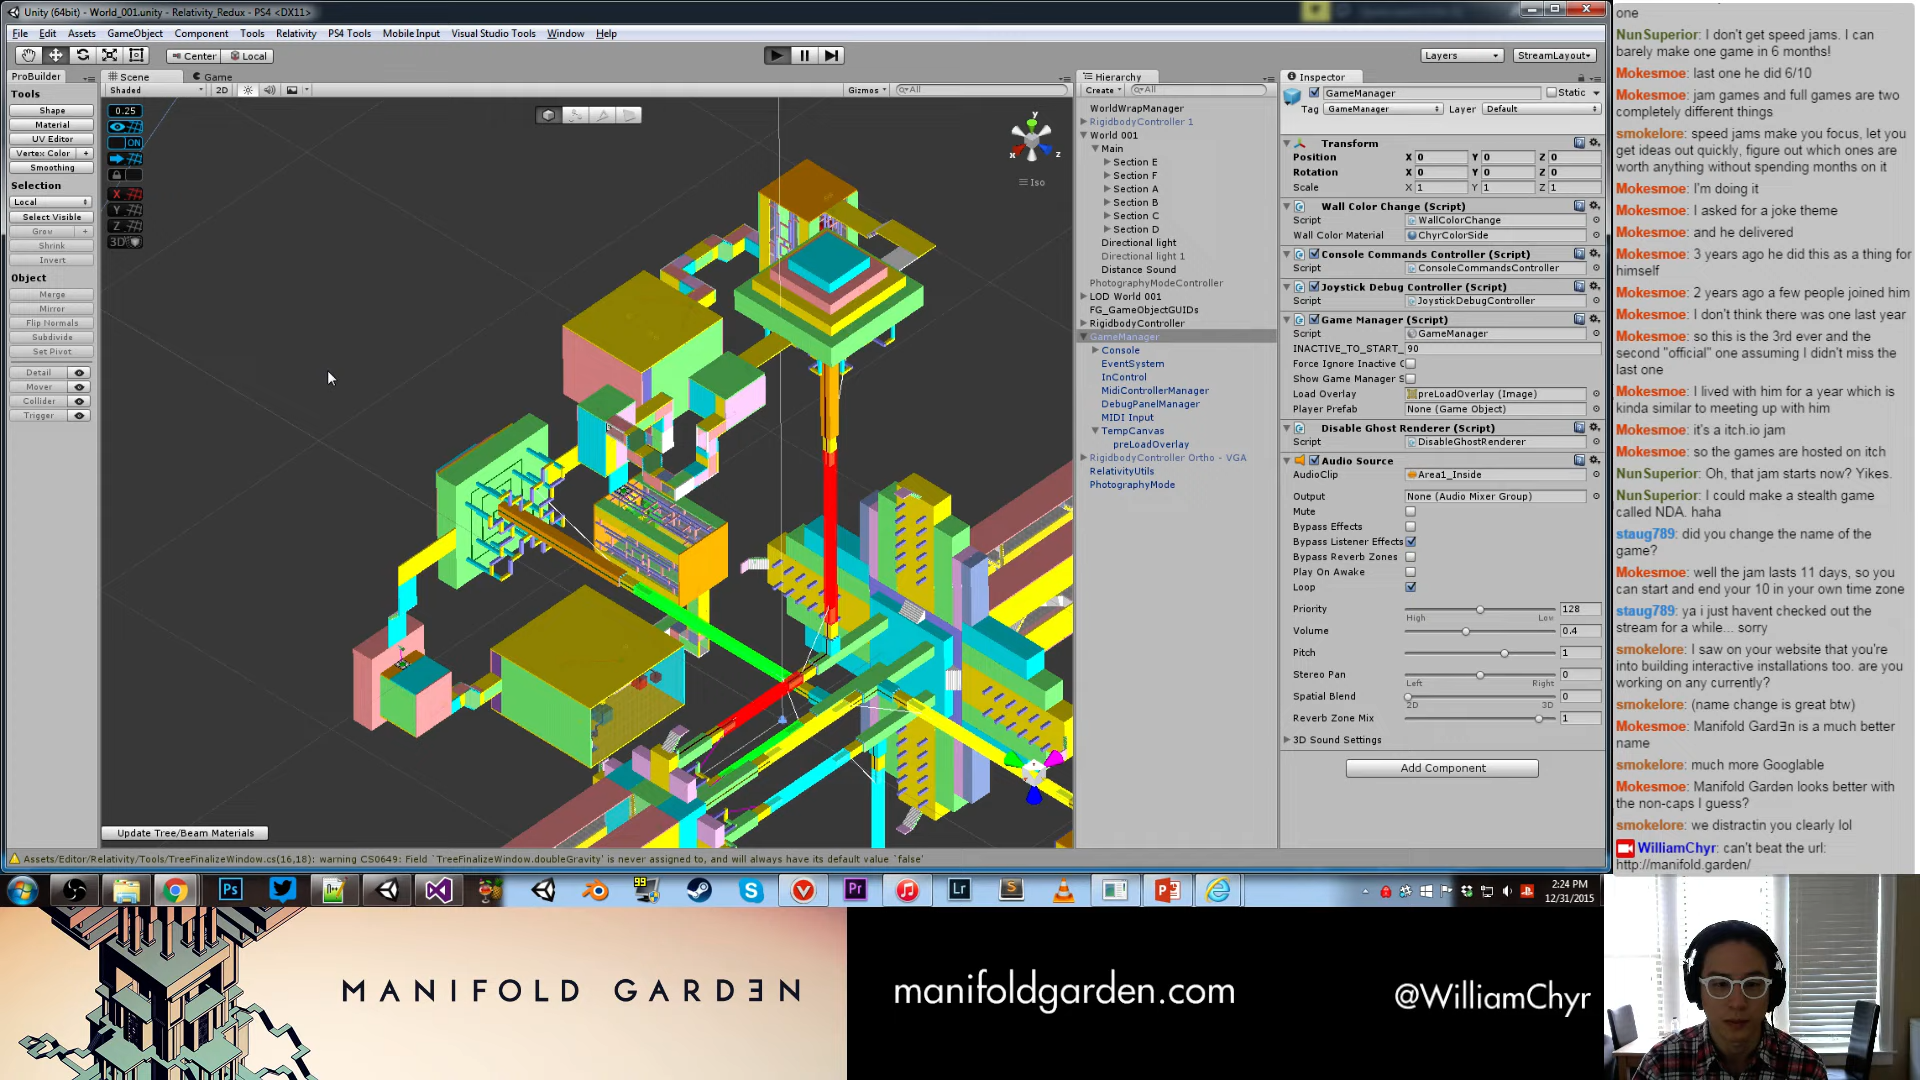 Unity (64bit) - World_001.unity - Relativity_Redux - PS4 <DX11>
File Edit Assets GameObject Component Tools Relativity PS4 Tools Mobile Input Visual Studio Tools Window Help
Center Local
Layers
StreamLayout
ProBuilder
Scene
Game
Shaded
2D
Gizmos
All
Tools
Shape
Material
UV Editor
Vertex Color +
Smoothing
Selection
Local
Select Visible
Grow +
Shrink
Invert
Object
Merge
Mirror
Flip Normals
Subdivide
Set Pivot
Detail
Mover
Collider
Trigger
0.25
ON
X
Y
Z
3D
y
x
z
Iso
Update Tree/Beam Materials
Hierarchy
Create
All
WorldWrapManager
RigidbodyController 1
World 001
Main
Section E
Section F
Section A
Section B
Section C
Section D
Directional light
Directional light 1
Distance Sound
PhotographyModeController
LOD World 001
FG_GameObjectGUIDs
RigidbodyController
GameManager
Console
EventSystem
InControl
MidiControllerManager
DebugPanelManager
MIDI Input
TempCanvas
preLoadOverlay
RigidbodyController Ortho - VGA
RelativityUtils
PhotographyMode
Inspector
GameManager
Static
Tag GameManager Layer Default
Transform
Position X 0 Y 0 Z 0
Rotation X 0 Y 0 Z 0
Scale X 1 Y 1 Z 1
Wall Color Change (Script)
Script WallColorChange
Wall Color Material ChyrColorSide
Console Commands Controller (Script)
Script ConsoleCommandsController
Joystick Debug Controller (Script)
Script JoystickDebugController
Game Manager (Script)
Script GameManager
INACTIVE_TO_START_ 90
Force Ignore Inactive C
Show Game Manager S
Load Overlay preLoadOverlay (Image)
Player Prefab None (Game Object)
Disable Ghost Renderer (Script)
Script DisableGhostRenderer
Audio Source
AudioClip Area1_Inside
Output None (Audio Mixer Group)
Mute
Bypass Effects
Bypass Listener Effects
Bypass Reverb Zones
Play On Awake
Loop
Priority 128
High Low
Volume 0.4
Pitch 1
Stereo Pan 0
Left Right
Spatial Blend 0
2D 3D
Reverb Zone Mix 1
3D Sound Settings
Add Component
Assets/Editor/Relativity/Tools/TreeFinalizeWindow.cs(16,18): warning CS0649: Field `TreeFinalizeWindow.doubleGravity' is never assigned to, and will always have its default value `false'
one
NunSuperior: I don't get speed jams. I can
barely make one game in 6 months!
Mokesmoe: last one he did 6/10
Mokesmoe: jam games and full games are two
completely different things
smokelore: speed jams make you focus, let you
get ideas out quickly, figure out which ones are
worth anything without spending months on it
Mokesmoe: I'm doing it
Mokesmoe: I asked for a joke theme
Mokesmoe: and he delivered
Mokesmoe: 3 years ago he did this as a thing for
himself
Mokesmoe: 2 years ago a few people joined him
Mokesmoe: I don't think there was one last year
Mokesmoe: so this is the 3rd ever and the
second "official" one assuming I didn't miss the
last one
Mokesmoe: I lived with him for a year which is
kinda similar to meeting up with him
Mokesmoe: it's a itch.io jam
Mokesmoe: so the games are hosted on itch
NunSuperior: Oh, that jam starts now? Yikes.
NunSuperior: I could make a stealth game
called NDA. haha
staug789: did you change the name of the
game?
Mokesmoe: well the jam lasts 11 days, so you
can start and end your 10 in your own time zone
staug789: ya i just havent checked out the
stream for a while... sorry
smokelore: I saw on your website that you're
into building interactive installations too. are you
working on any currently?
smokelore: (name change is great btw)
Mokesmoe: Manifold GardƎn is a much better
name
smokelore: much more Googlable
Mokesmoe: Manifold Garden looks better with
the non-caps I guess?
smokelore: we distractin you clearly lol
WilliamChyr: can't beat the url:
http://manifold.garden/
Ps
99
Pr
Lr
S
2:24 PM
12/31/2015
MANIFOLD GARDƎN
manifoldgarden.com
@WilliamChyr